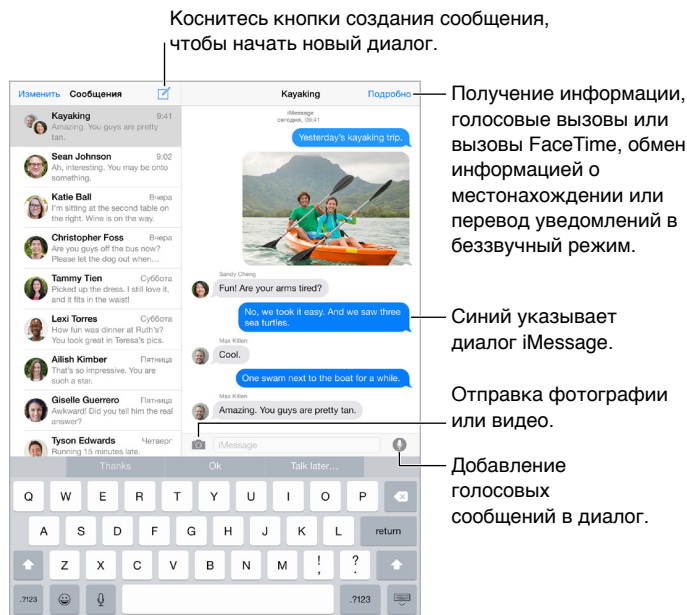 Коснитесь кнопки создания сообщения,
чтобы начать новый диалог.
Изменить Сообщения
Kayaking 9:41
Amazing. You guys are pretty
tan.
Sean Johnson 9:02
Ah, interesting. You may be onto
something.
Katie Ball Вчера
I'm sitting at the second table on
the right. Wine is on the way.
Christopher Foss Вчера
Are you guys off the bus now?
Please let the dog out when...
Tammy Tien Суббота
Picked up the dress. I still love it,
and it fits in the waist!
Lexi Torres Суббота
How fun was dinner at Ruth's?
You look great in Teresa's pics.
Ailish Kimber Пятница
That's so impressive. You are
such a star.
Giselle Guerrero Пятница
Awkward! Did you tell him the real
answer?
Tyson Edwards Четверг
Running 15 minutes late.
Kayaking Подробно
iMessage
сегодня, 09:41
Yesterday's kayaking trip.
Sandy Cheng
Fun! Are your arms tired?
No, we took it easy. And we saw three
sea turtles.
Max Killen
Cool.
One swam next to the boat for a while.
Max Killen
Amazing. You guys are pretty tan.
iMessage
Получение информации,
голосовые вызовы или
вызовы FaceTime, обмен
информацией о
местонахождении или
перевод уведомлений в
беззвучный режим.
Синий указывает
диалог iMessage.
Отправка фотографии
или видео.
Добавление
голосовых
сообщений в диалог.
Thanks Ok Talk later...
Q W E R T Y U I O P
A S D F G H J K L return
Z X C V B N M ! , ? .
.?123 .?123